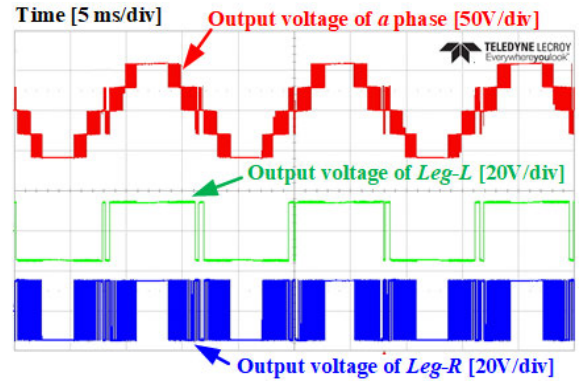 Time [5 ms/div]
Output voltage of a phase [50V/div]
TELEDYNE LECROY
Everywhereyoulook
Output voltage of Leg-L [20V/div]
Output voltage of Leg-R [20V/div]